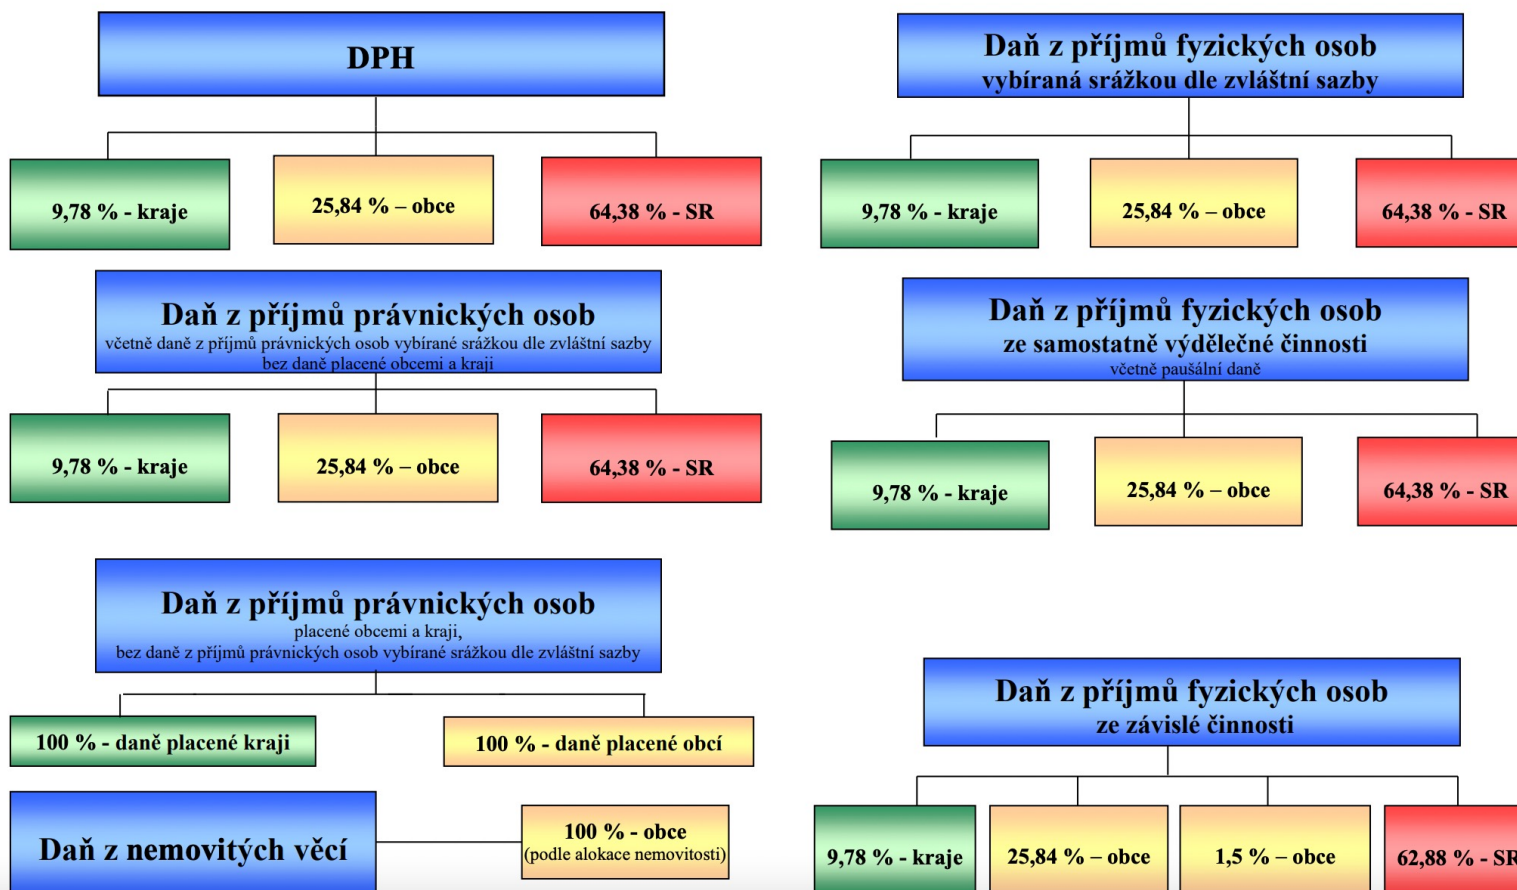 DPH
9,78 % - kraje
25,84 % – obce
64,38 % - SR
Daň z příjmů právnických osob
včetně daně z příjmů právnických osob vybírané srážkou dle zvláštní sazby
bez daně placené obcemi a kraji
9,78 % - kraje
25,84 % – obce
64,38 % - SR
Daň z příjmů právnických osob
placené obcemi a kraji,
bez daně z příjmů právnických osob vybírané srážkou dle zvláštní sazby
100 % - daně placené kraji
100 % - daně placené obcí
Daň z nemovitých věcí
100 % - obce
(podle alokace nemovitosti)
Daň z příjmů fyzických osob
vybíraná srážkou dle zvláštní sazby
9,78 % - kraje
25,84 % – obce
64,38 % - SR
Daň z příjmů fyzických osob
ze samostatně výdělečné činnosti
včetně paušální daně
9,78 % - kraje
25,84 % – obce
64,38 % - SR
Daň z příjmů fyzických osob
ze závislé činnosti
9,78 % - kraje
25,84 % – obce
1,5 % – obce
62,88 % - SR